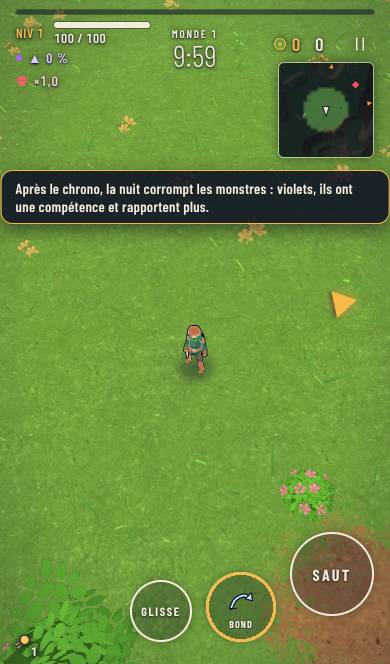 NIV 1
100 / 100
▲ 0 %
×1,0
MONDE 1
9:59
0 0
Après le chrono, la nuit corrompt les monstres : violets, ils ont
une compétence et rapportent plus.
SAUT
GLISSE
BOND
1